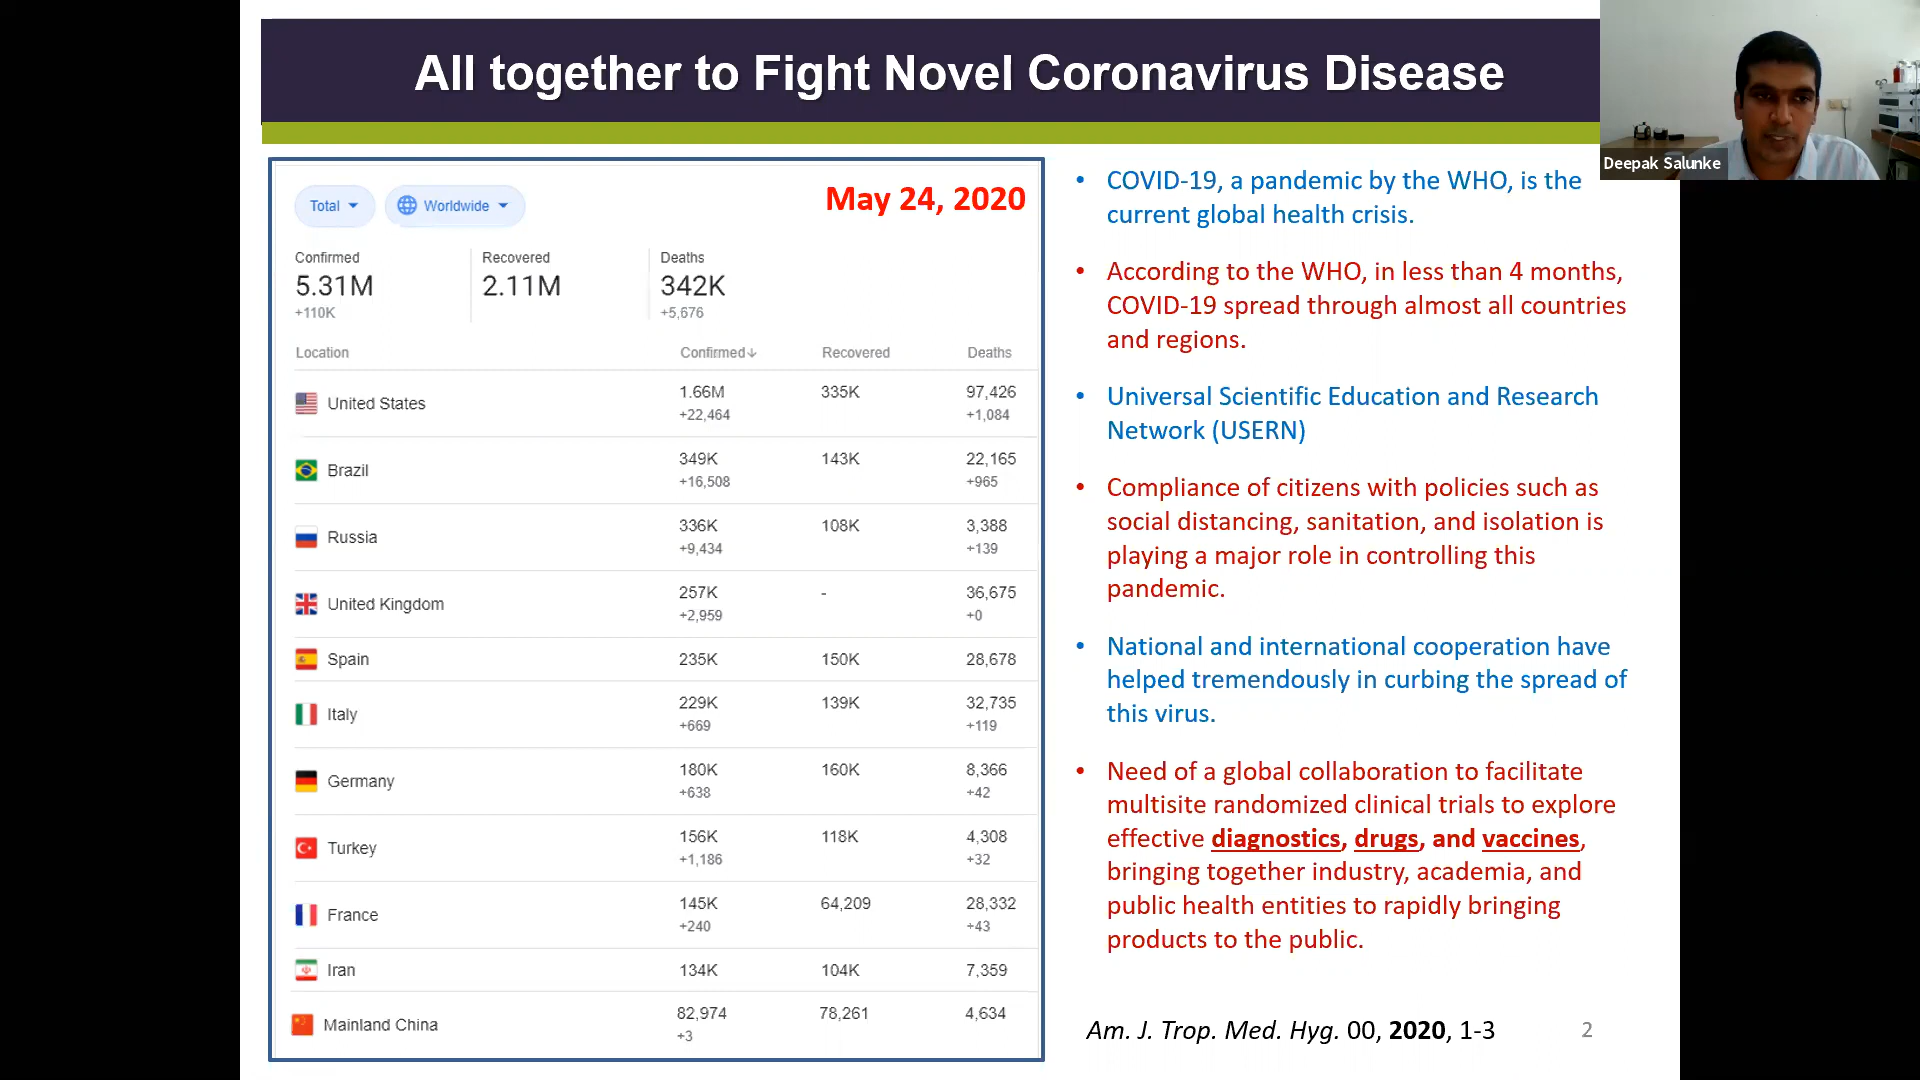 All together to Fight Novel Coronavirus Disease
Deepak Salunke
Total
Worldwide
May 24, 2020
Confirmed Recovered Deaths
5.31M 2.11M 342K
+110K +5,676
Location Confirmed↓ Recovered Deaths
United States 1.66M 335K 97,426
+22,464 +1,084
Brazil 349K 143K 22,165
+16,508 +965
Russia 336K 108K 3,388
+9,434 +139
United Kingdom 257K - 36,675
+2,959 +0
Spain 235K 150K 28,678
Italy 229K 139K 32,735
+669 +119
Germany 180K 160K 8,366
+638 +42
Turkey 156K 118K 4,308
+1,186 +32
France 145K 64,209 28,332
+240 +43
Iran 134K 104K 7,359
Mainland China 82,974 78,261 4,634
+3
• COVID-19, a pandemic by the WHO, is the
current global health crisis.
• According to the WHO, in less than 4 months,
COVID-19 spread through almost all countries
and regions.
• Universal Scientific Education and Research
Network (USERN)
• Compliance of citizens with policies such as
social distancing, sanitation, and isolation is
playing a major role in controlling this
pandemic.
• National and international cooperation have
helped tremendously in curbing the spread of
this virus.
• Need of a global collaboration to facilitate
multisite randomized clinical trials to explore
effective diagnostics, drugs, and vaccines,
bringing together industry, academia, and
public health entities to rapidly bringing
products to the public.
Am. J. Trop. Med. Hyg. 00, 2020, 1-3
2